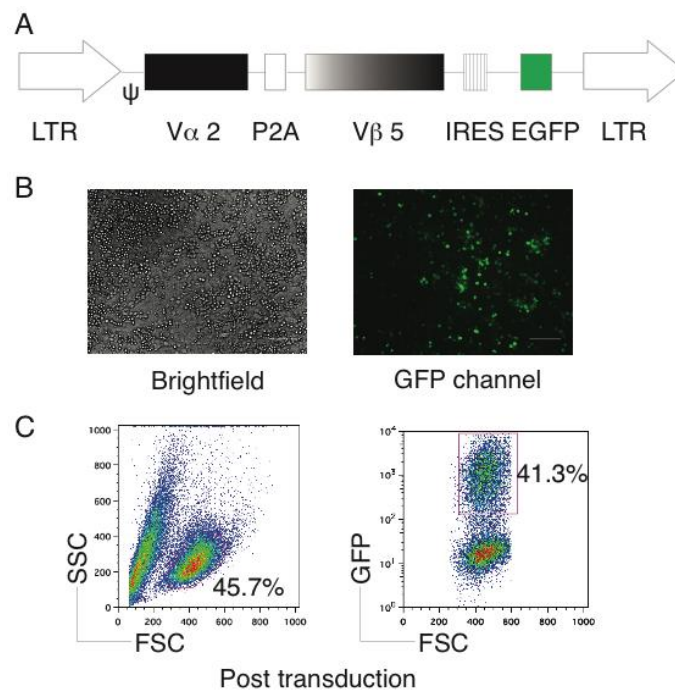 A
ψ
LTR Vα 2 P2A Vβ 5 IRES EGFP LTR
B
Brightfield GFP channel
C
1000
800
600
400
200
0
0 200 400 600 800 1000
SSC
FSC
45.7%
10⁴
10³
10²
10¹
10⁰
0 200 400 600 800 1000
GFP
FSC
41.3%
Post transduction